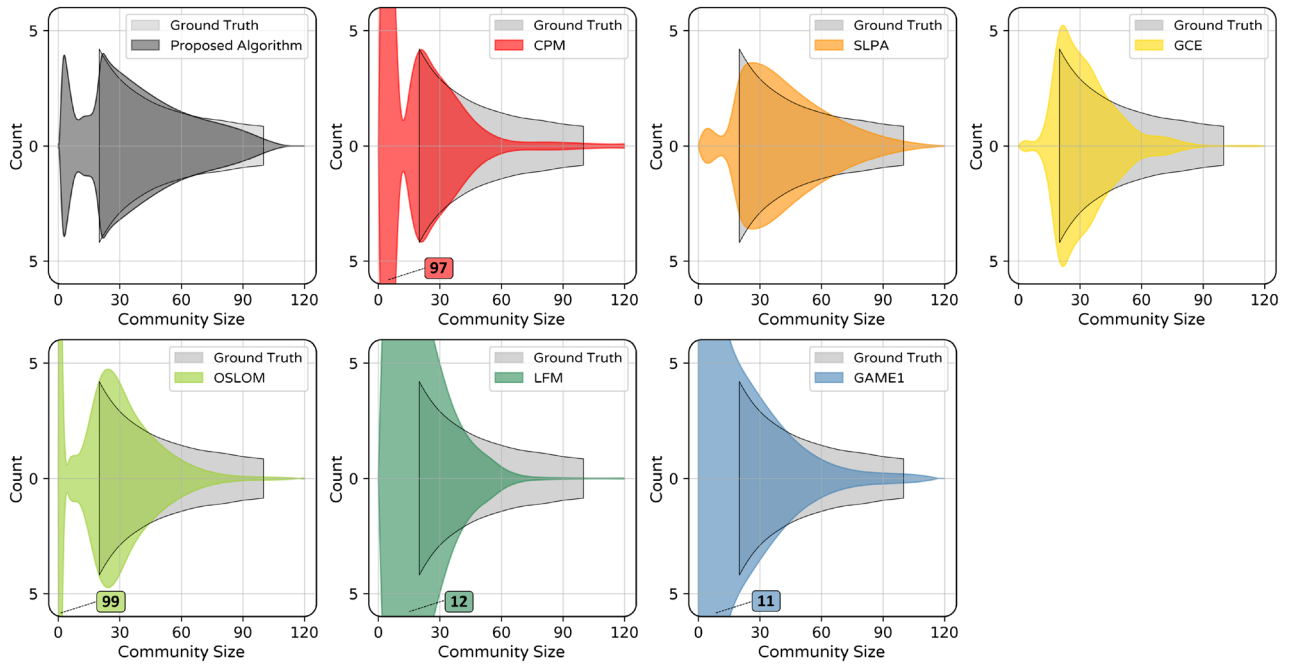 Ground Truth
Proposed Algorithm
5
0
5
Count
0 30 60 90 120
Community Size
Ground Truth
CPM
5
0
5
Count
97
0 30 60 90 120
Community Size
Ground Truth
SLPA
5
0
5
Count
0 30 60 90 120
Community Size
Ground Truth
GCE
5
0
5
Count
0 30 60 90 120
Community Size
Ground Truth
OSLOM
5
0
5
Count
99
0 30 60 90 120
Community Size
Ground Truth
LFM
5
0
5
Count
12
0 30 60 90 120
Community Size
Ground Truth
GAME1
5
0
5
Count
11
0 30 60 90 120
Community Size